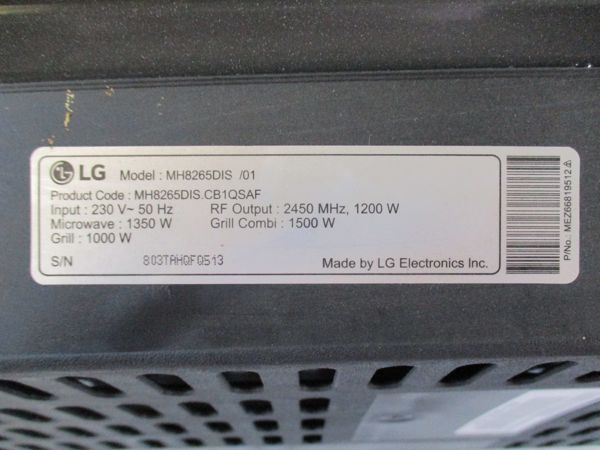 LG Model : MH8265DIS /01
Product Code : MH8265DIS.CB1QSAF
Input : 230 V~ 50 Hz RF Output : 2450 MHz, 1200 W
Microwave : 1350 W Grill Combi : 1500 W
Grill : 1000 W
S/N 803TAHQF0513 Made by LG Electronics Inc.
P/No.: MEZ66819512